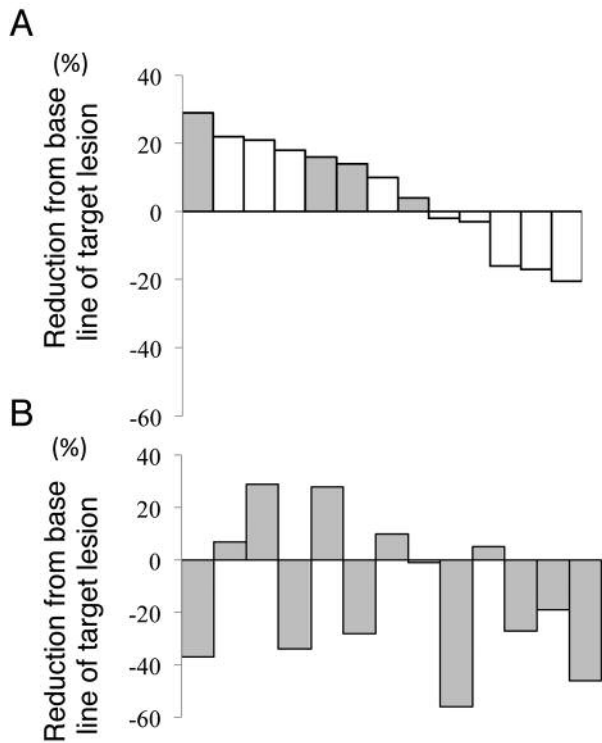 A
(%)
Reduction from base
line of target lesion
40
20
0
-20
-40
-60
B
(%)
Reduction from base
line of target lesion
40
20
0
-20
-40
-60